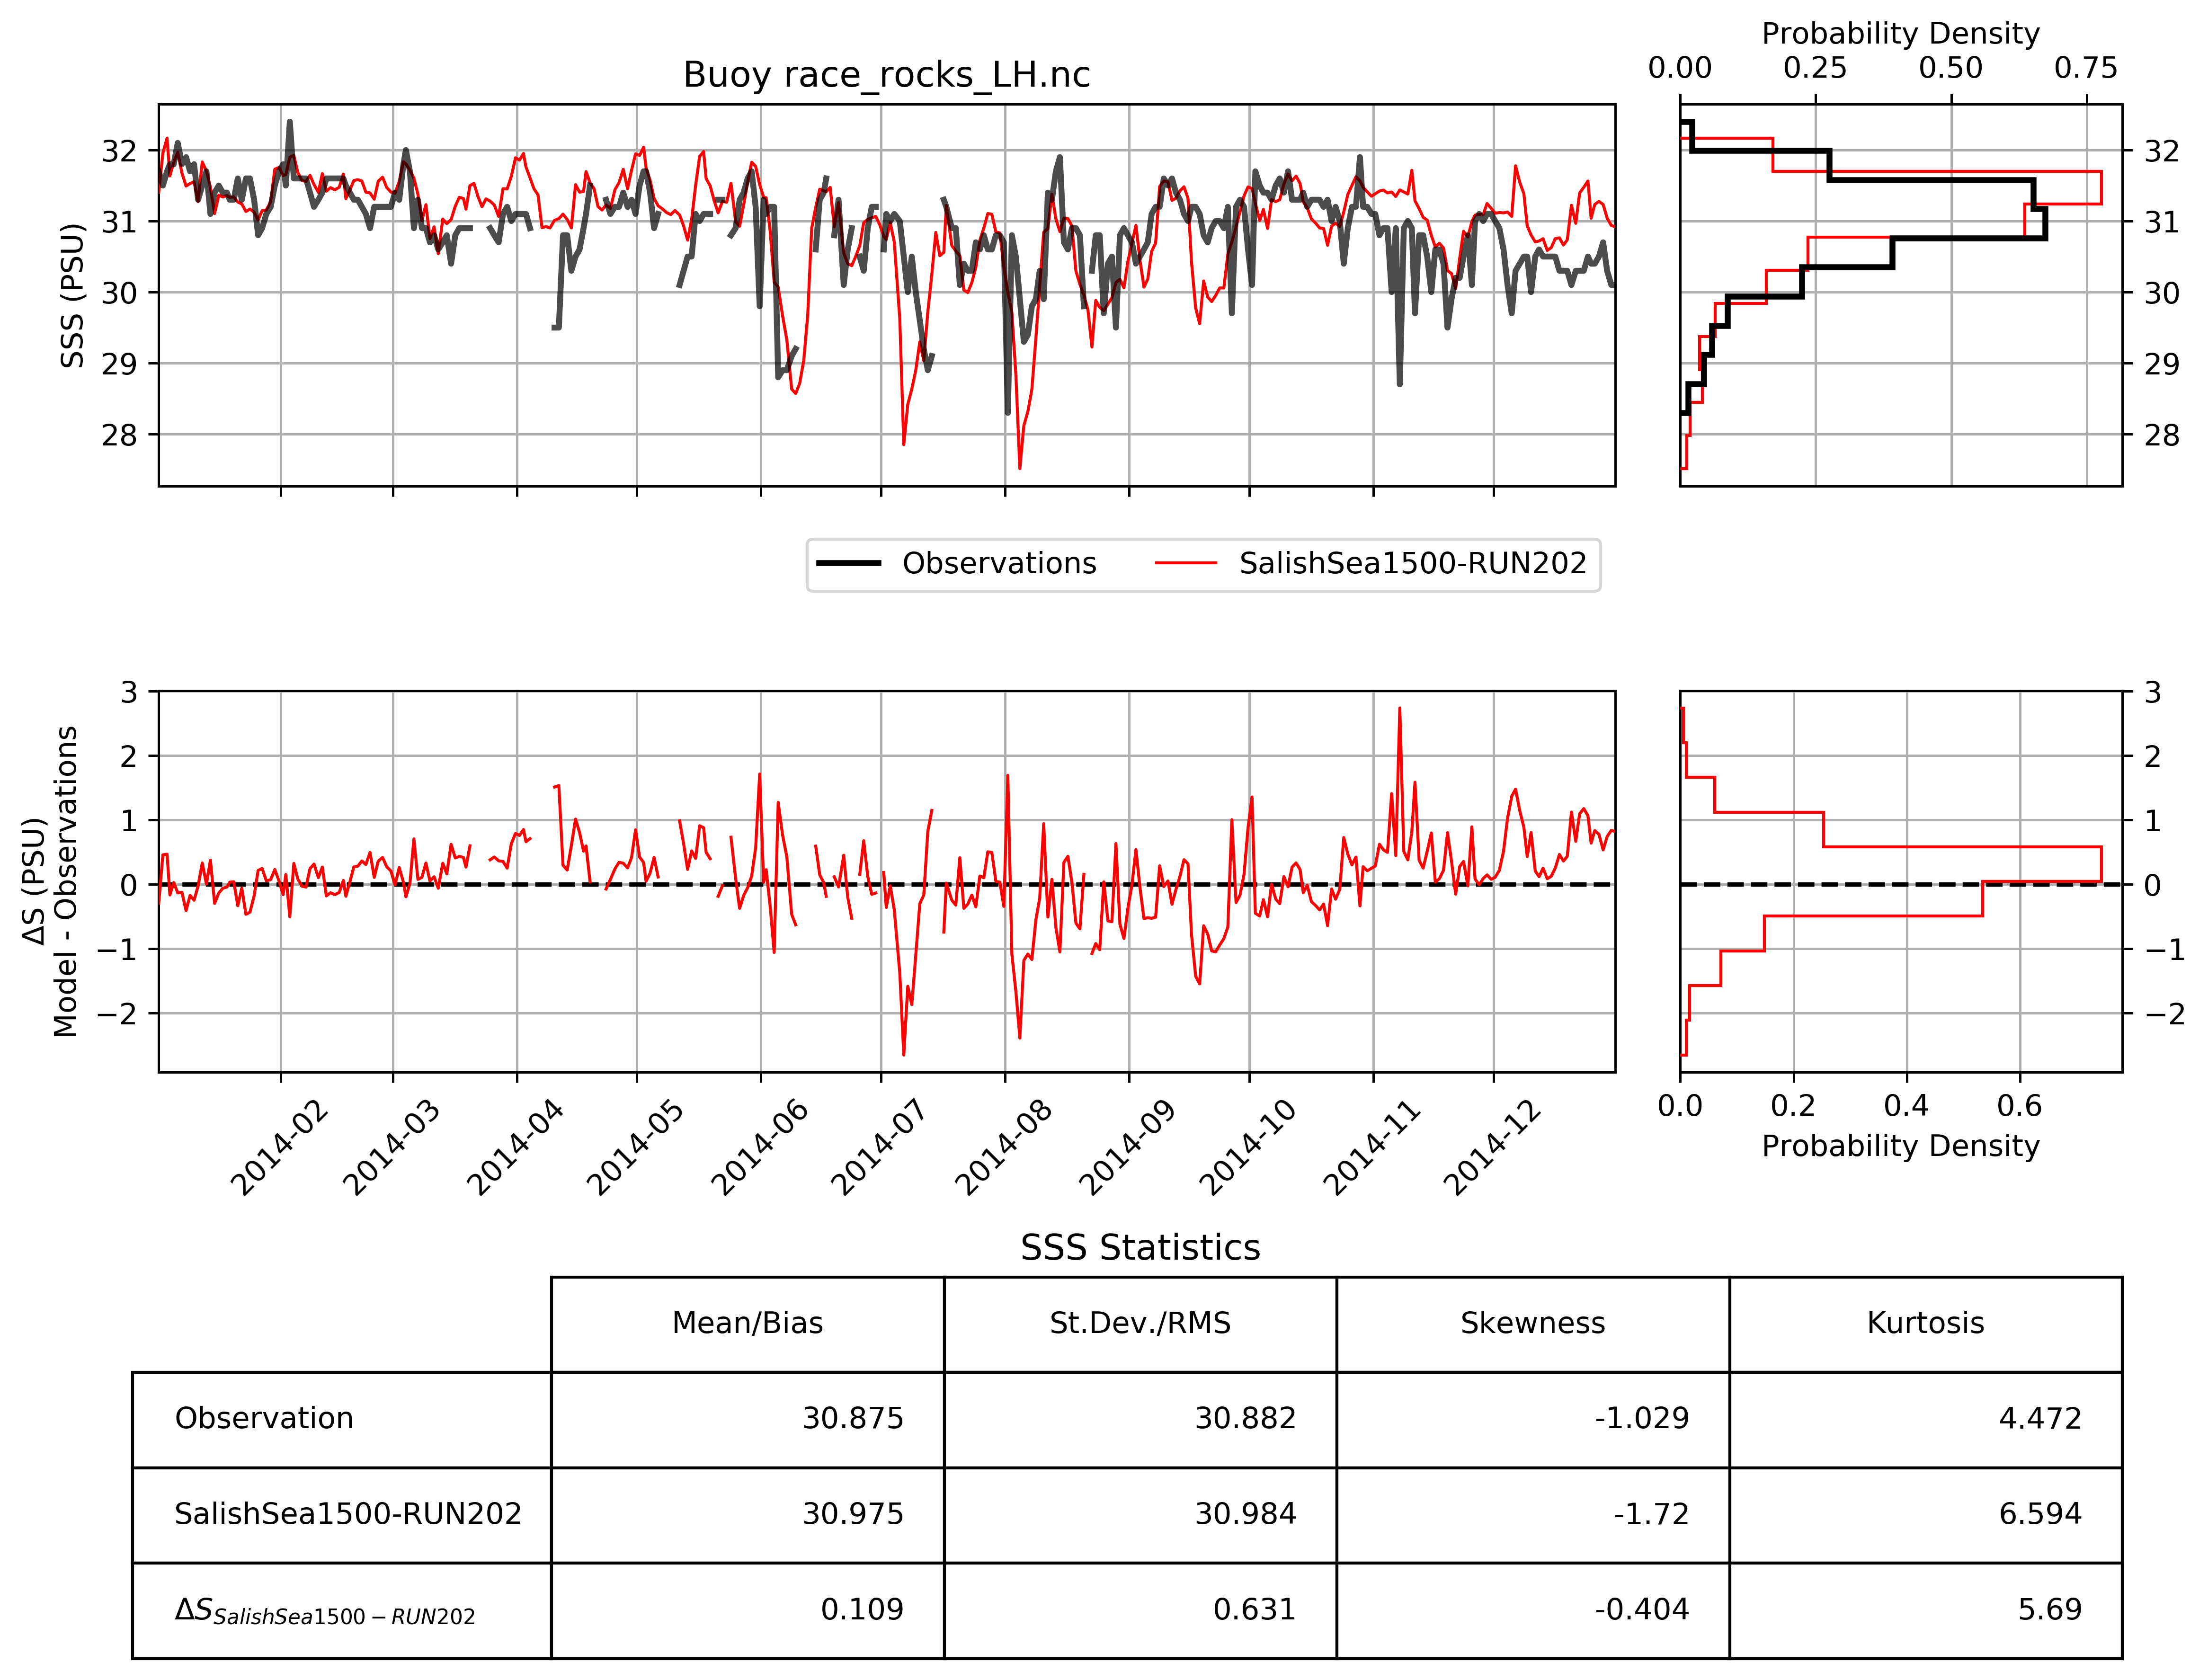 Probability Density
0.00 0.25 0.50 0.75
Buoy race_rocks_LH.nc
SSS (PSU)
32
31
30
29
28
32
31
30
29
28
Observations
SalishSea1500-RUN202
ΔS (PSU)
Model - Observations
3
2
1
0
−1
−2
3
2
1
0
−1
−2
2014-02 2014-03 2014-04 2014-05 2014-06 2014-07 2014-08 2014-09 2014-10 2014-11 2014-12
0.0 0.2 0.4 0.6
Probability Density
SSS Statistics
Mean/Bias St.Dev./RMS Skewness Kurtosis
Observation 30.875 30.882 -1.029 4.472
SalishSea1500-RUN202 30.975 30.984 -1.72 6.594
ΔS SalishSea1500−RUN202 0.109 0.631 -0.404 5.69